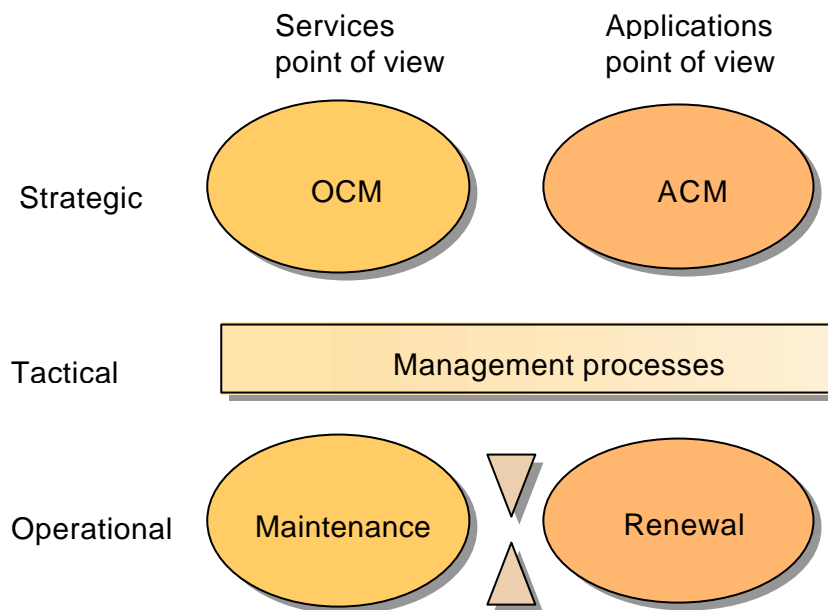 Services
point of view
Applications
point of view
Strategic
OCM
ACM
Tactical
Management processes
Operational
Maintenance
Renewal